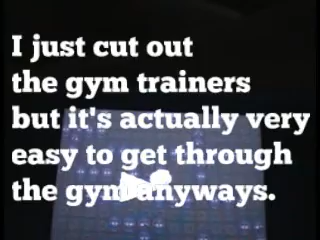 I just cut out
the gym trainers
but it's actually very
easy to get through
the gym anyways.